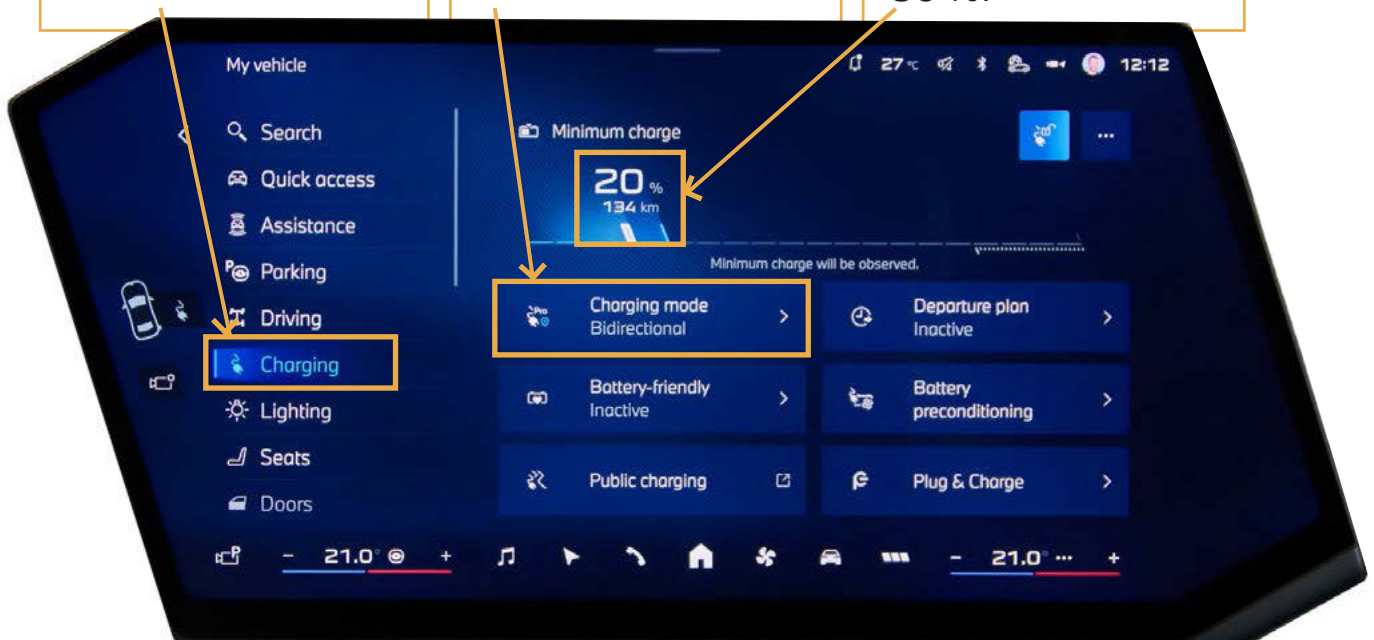 My vehicle
27 °C
12:12
Search
Quick access
Assistance
Parking
Driving
Charging
Lighting
Seats
Doors
Minimum charge
20 %
134 km
Minimum charge will be observed.
Pro
Charging mode
Bidirectional
Departure plan
Inactive
Battery-friendly
Inactive
Battery
preconditioning
Public charging
Plug & Charge
P
- 21.0° +
- 21.0° ... +